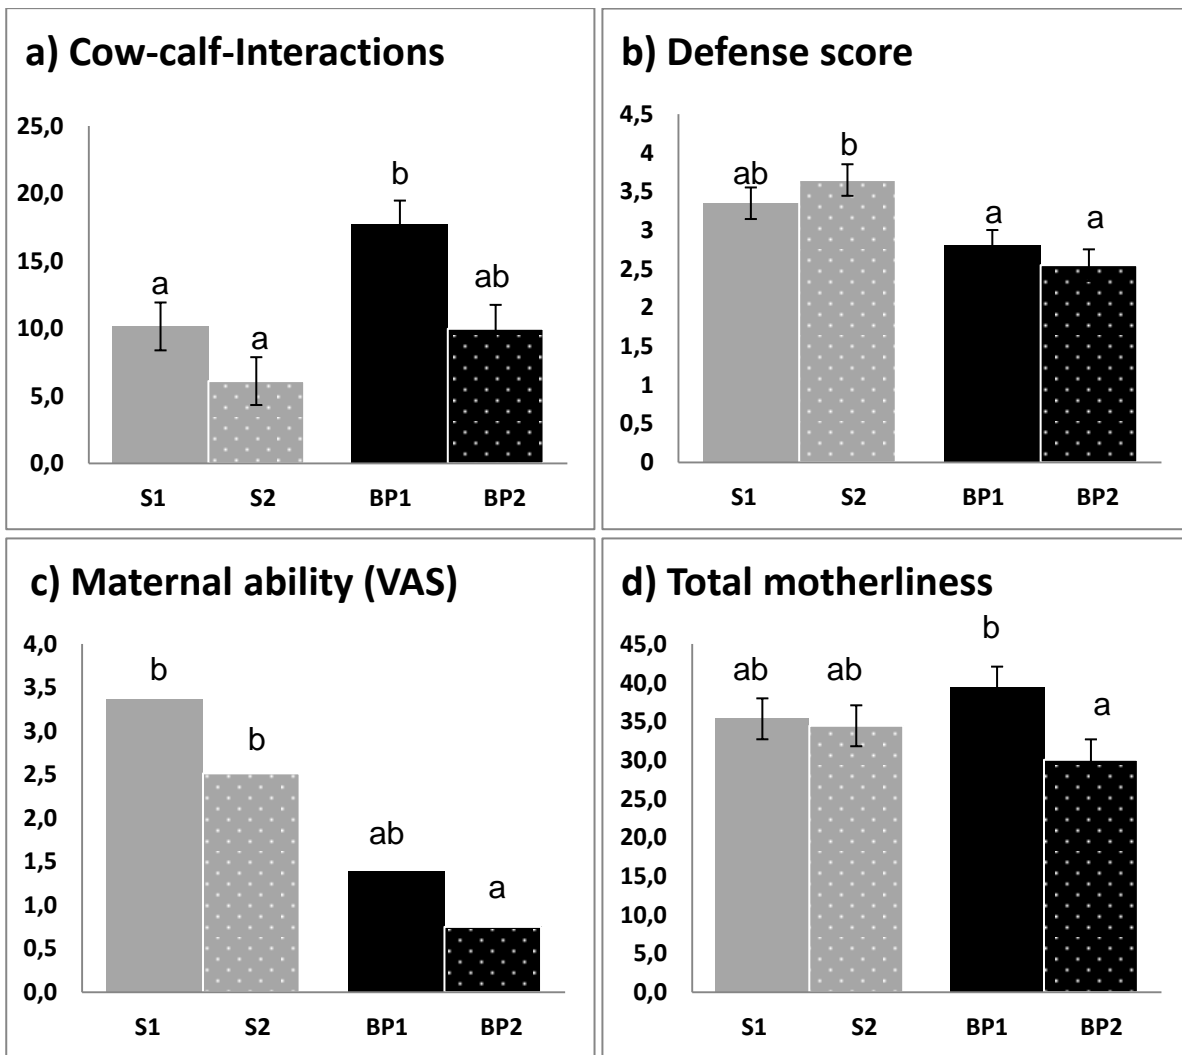 a) Cow-calf-Interactions
25,0
20,0
15,0
10,0
5,0
0,0
a
a
b
ab
S1 S2 BP1 BP2
b) Defense score
4,5
4
3,5
3
2,5
2
1,5
1
0,5
0
ab
b
a
a
S1 S2 BP1 BP2
c) Maternal ability (VAS)
4,0
3,5
3,0
2,5
2,0
1,5
1,0
0,5
0,0
b
b
ab
a
S1 S2 BP1 BP2
d) Total motherliness
45,0
40,0
35,0
30,0
25,0
20,0
15,0
10,0
5,0
0,0
ab
ab
b
a
S1 S2 BP1 BP2